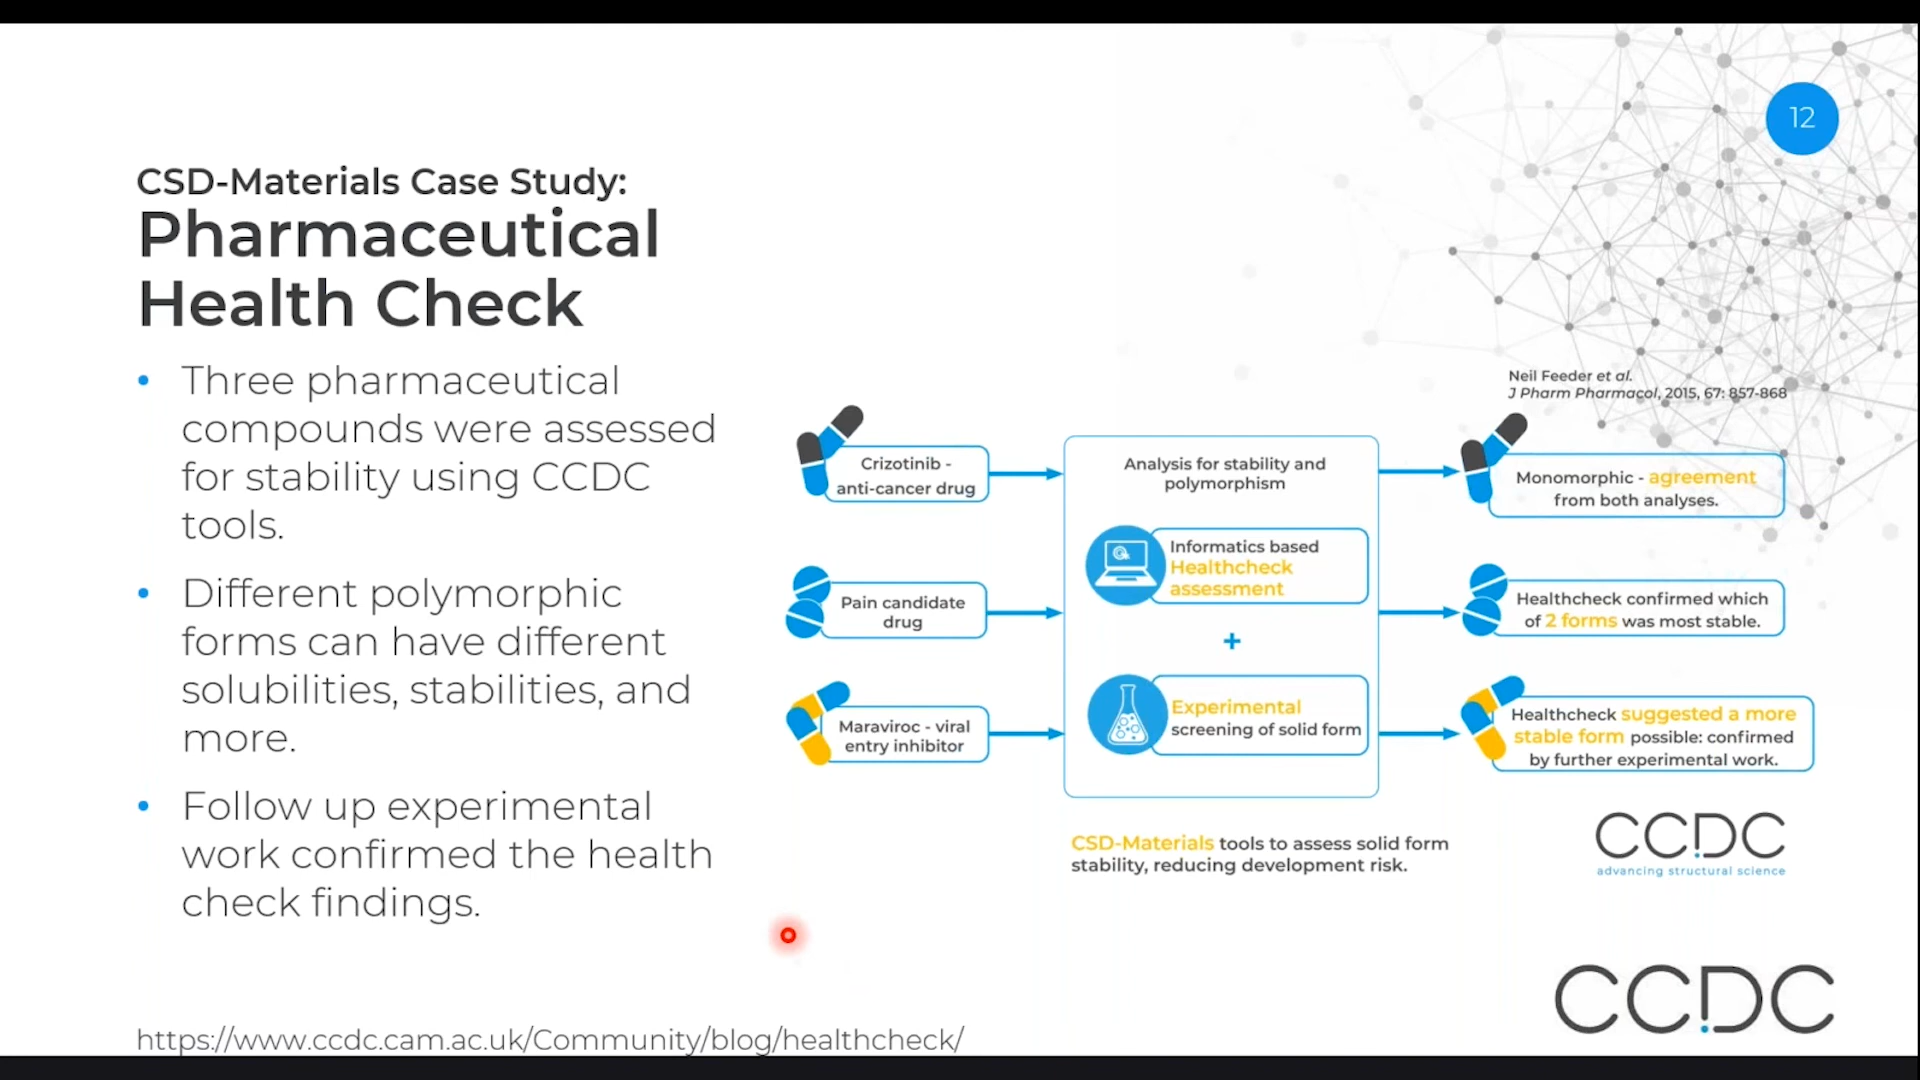 12
CSD-Materials Case Study:
Pharmaceutical
Health Check
• Three pharmaceutical
compounds were assessed
for stability using CCDC
tools.
• Different polymorphic
forms can have different
solubilities, stabilities, and
more.
• Follow up experimental
work confirmed the health
check findings.
https://www.ccdc.cam.ac.uk/Community/blog/healthcheck/
Neil Feeder et al.
J Pharm Pharmacol, 2015, 67: 857-868
Crizotinib -
anti-cancer drug
Pain candidate
drug
Maraviroc - viral
entry inhibitor
Analysis for stability and
polymorphism
Informatics based
Healthcheck
assessment
+
Experimental
screening of solid form
Monomorphic - agreement
from both analyses.
Healthcheck confirmed which
of 2 forms was most stable.
Healthcheck suggested a more
stable form possible: confirmed
by further experimental work.
CSD-Materials tools to assess solid form
stability, reducing development risk.
CCDC
advancing structural science
CCDC